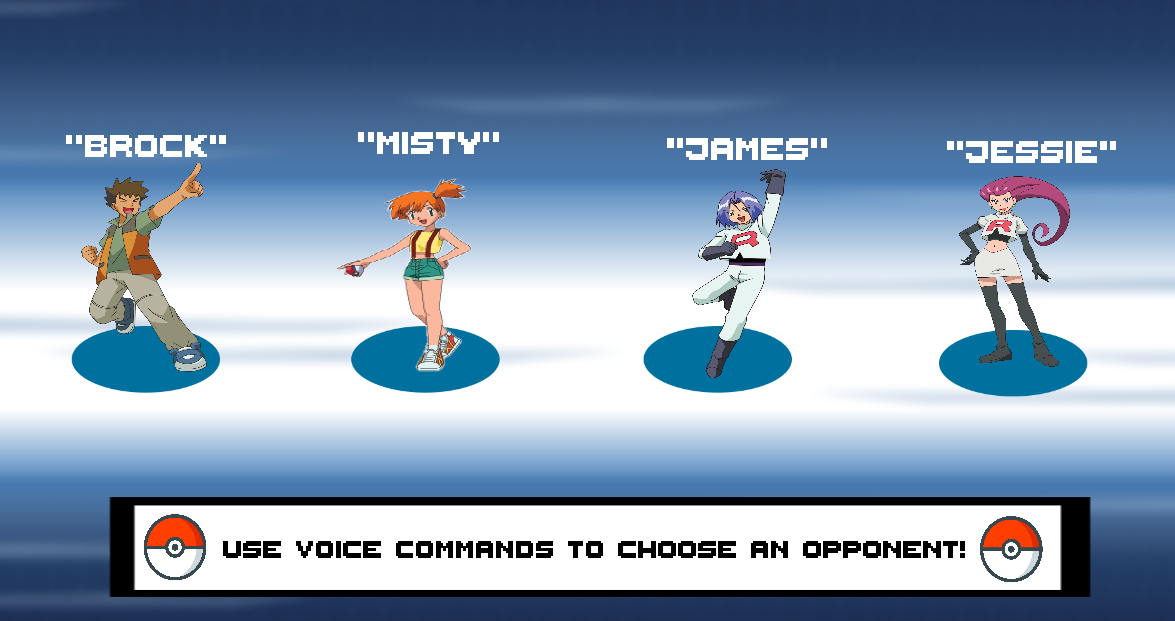 "BROCK"
"MISTY"
"JAMES"
"JESSIE"
R
R
USE VOICE COMMANDS TO CHOOSE AN OPPONENT!